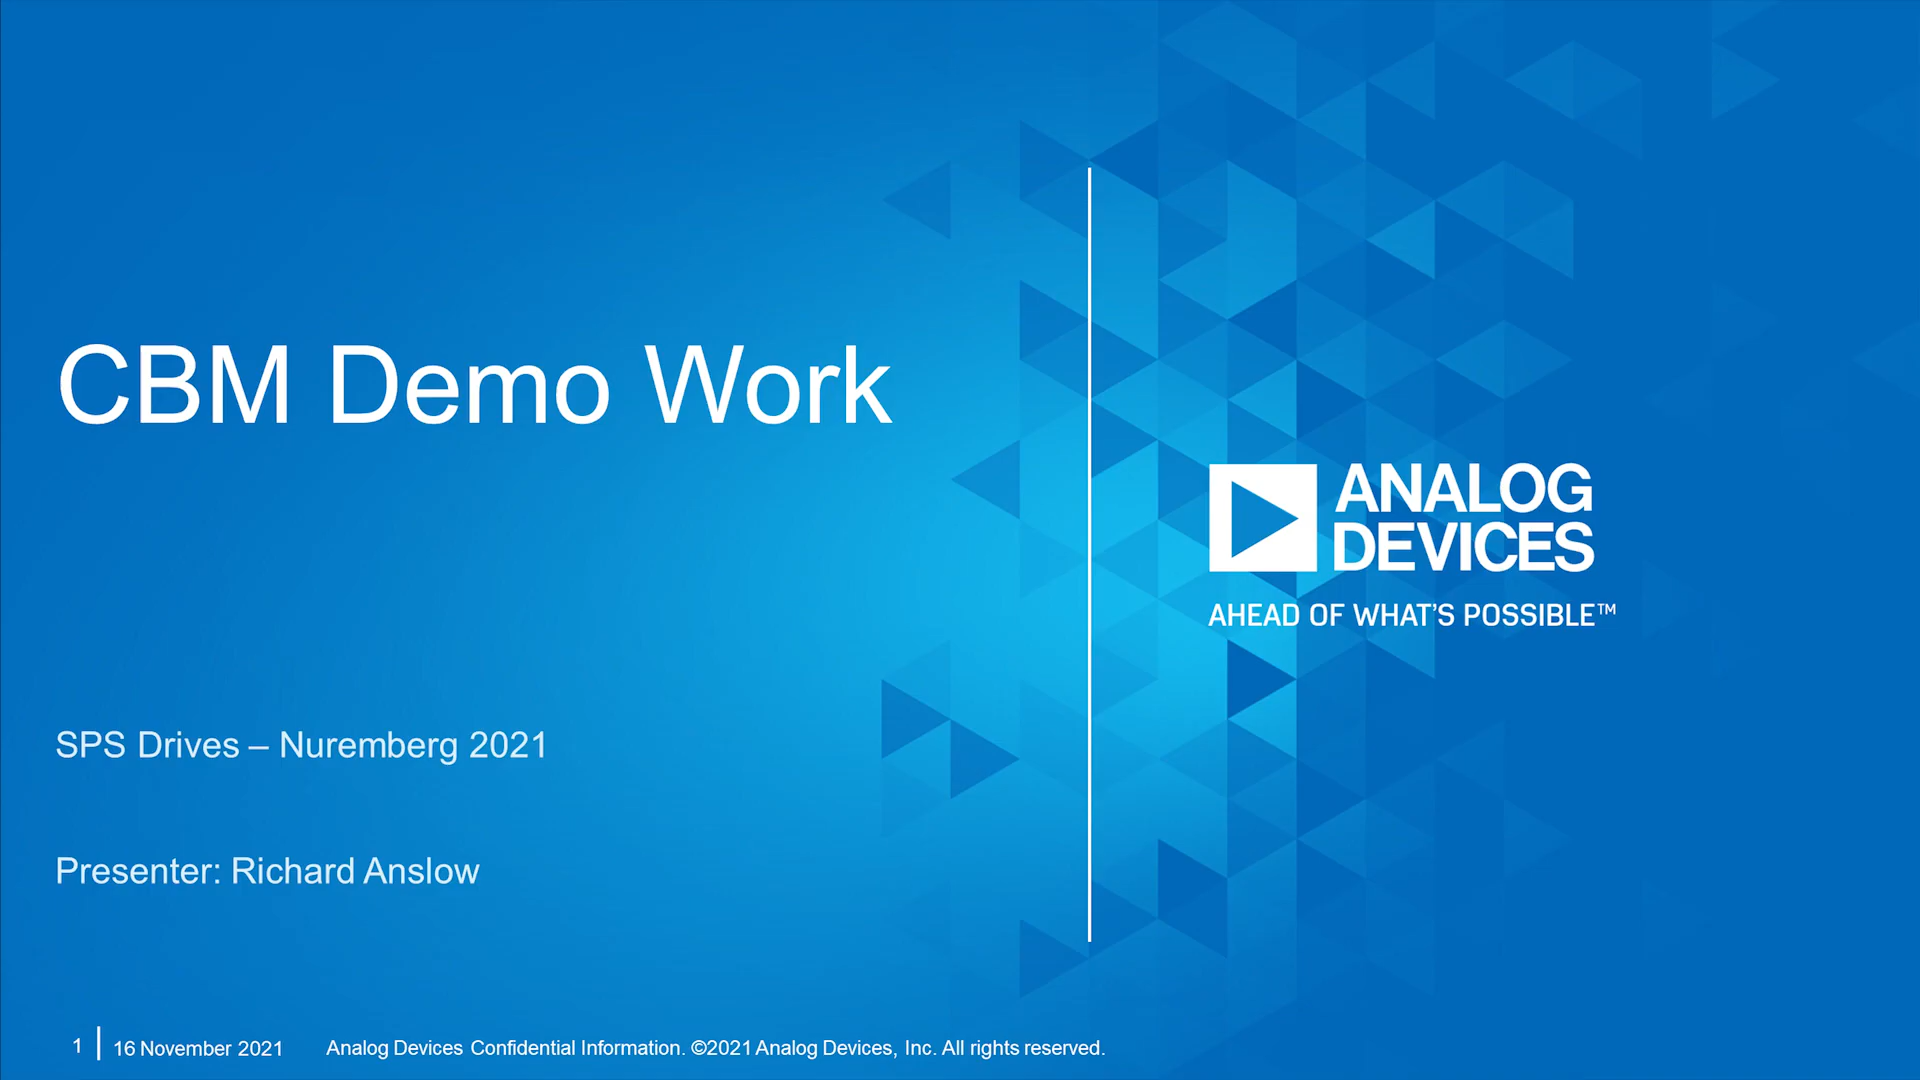 CBM Demo Work
ANALOG
DEVICES
AHEAD OF WHAT'S POSSIBLE™
SPS Drives – Nuremberg 2021
Presenter: Richard Anslow
1 16 November 2021 Analog Devices Confidential Information. ©2021 Analog Devices, Inc. All rights reserved.